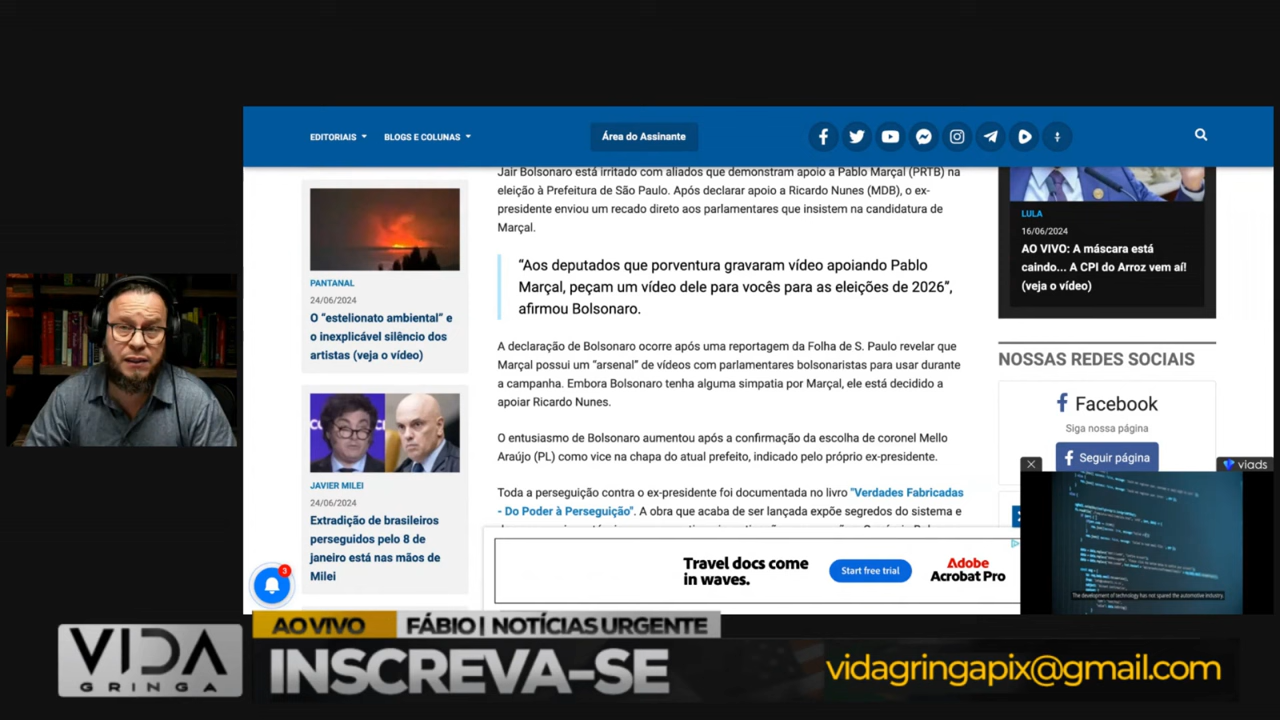 EDITORIAIS
BLOGS E COLUNAS
Área do Assinante
PANTANAL
24/06/2024
O “estelionato ambiental” e
o inexplicável silêncio dos
artistas (veja o vídeo)
JAVIER MILEI
24/06/2024
Extradição de brasileiros
perseguidos pelo 8 de
janeiro está nas mãos de
Milei
3
Jair Bolsonaro está irritado com aliados que demonstram apoio a Pablo Marçal (PRTB) na
eleição à Prefeitura de São Paulo. Após declarar apoio a Ricardo Nunes (MDB), o ex-
presidente enviou um recado direto aos parlamentares que insistem na candidatura de
Marçal.
“Aos deputados que porventura gravaram vídeo apoiando Pablo
Marçal, peçam um vídeo dele para vocês para as eleições de 2026”,
afirmou Bolsonaro.
A declaração de Bolsonaro ocorre após uma reportagem da Folha de S. Paulo revelar que
Marçal possui um “arsenal” de vídeos com parlamentares bolsonaristas para usar durante
a campanha. Embora Bolsonaro tenha alguma simpatia por Marçal, ele está decidido a
apoiar Ricardo Nunes.
O entusiasmo de Bolsonaro aumentou após a confirmação da escolha de coronel Mello
Araújo (PL) como vice na chapa do atual prefeito, indicado pelo próprio ex-presidente.
Toda a perseguição contra o ex-presidente foi documentada no livro "Verdades Fabricadas
- Do Poder à Perseguição". A obra que acaba de ser lançada expõe segredos do sistema e
LULA
16/06/2024
AO VIVO: A máscara está
caindo... A CPI do Arroz vem aí!
(veja o vídeo)
NOSSAS REDES SOCIAIS
Facebook
Siga nossa página
Seguir página
viads
The development of technology has not spared the automotive industry.
Travel docs come
in waves.
Start free trial
Adobe
Acrobat Pro
VIDA
GRINGA
AO VIVO
FÁBIO | NOTÍCIAS URGENTE
INSCREVA-SE
vidagringapix@gmail.com